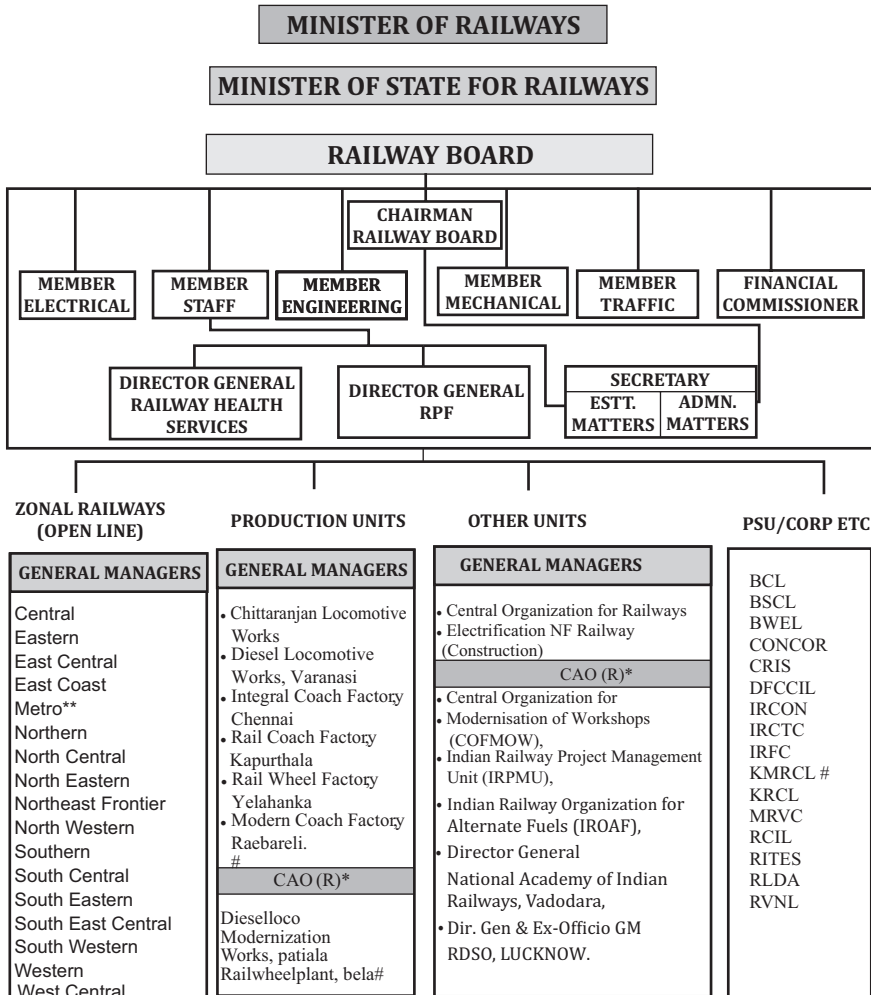 MINISTER OF RAILWAYS
MINISTER OF STATE FOR RAILWAYS
RAILWAY BOARD
CHAIRMAN
RAILWAY BOARD
MEMBER
ELECTRICAL
MEMBER
STAFF
MEMBER
ENGINEERING
MEMBER
MECHANICAL
MEMBER
TRAFFIC
FINANCIAL
COMMISSIONER
DIRECTOR GENERAL
RAILWAY HEALTH
SERVICES
DIRECTOR GENERAL
RPF
SECRETARY
ESTT.
MATTERS
ADMN.
MATTERS
ZONAL RAILWAYS
(OPEN LINE)
GENERAL MANAGERS
Central
Eastern
East Central
East Coast
Metro**
Northern
North Central
North Eastern
Northeast Frontier
North Western
Southern
South Central
South Eastern
South East Central
South Western
Western
West Central
PRODUCTION UNITS
GENERAL MANAGERS
• Chittaranjan Locomotive
Works
• Diesel Locomotive
Works, Varanasi
• Integral Coach Factory,
Chennai
• Rail Coach Factory,
Kapurthala
• Rail Wheel Factory,
Yelahanka
• Modern Coach Factory,
Raebareli.
#
CAO (R)*
Dieselloco
Modernization
Works, patiala
Railwheelplant, bela#
OTHER UNITS
GENERAL MANAGERS
• Central Organization for Railways
• Electrification NF Railway
(Construction)
CAO (R)*
• Central Organization for
• Modernisation of Workshops
(COFMOW),
• Indian Railway Project Management
Unit (IRPMU),
• Indian Railway Organization for
Alternate Fuels (IROAF),
• Director General
National Academy of Indian
Railways, Vadodara,
• Dir. Gen & Ex-Officio GM
RDSO, LUCKNOW.
PSU/CORP ETC
BCL
BSCL
BWEL
CONCOR
CRIS
DFCCIL
IRCON
IRCTC
IRFC
KMRCL #
KRCL
MRVC
RCIL
RITES
RLDA
RVNL